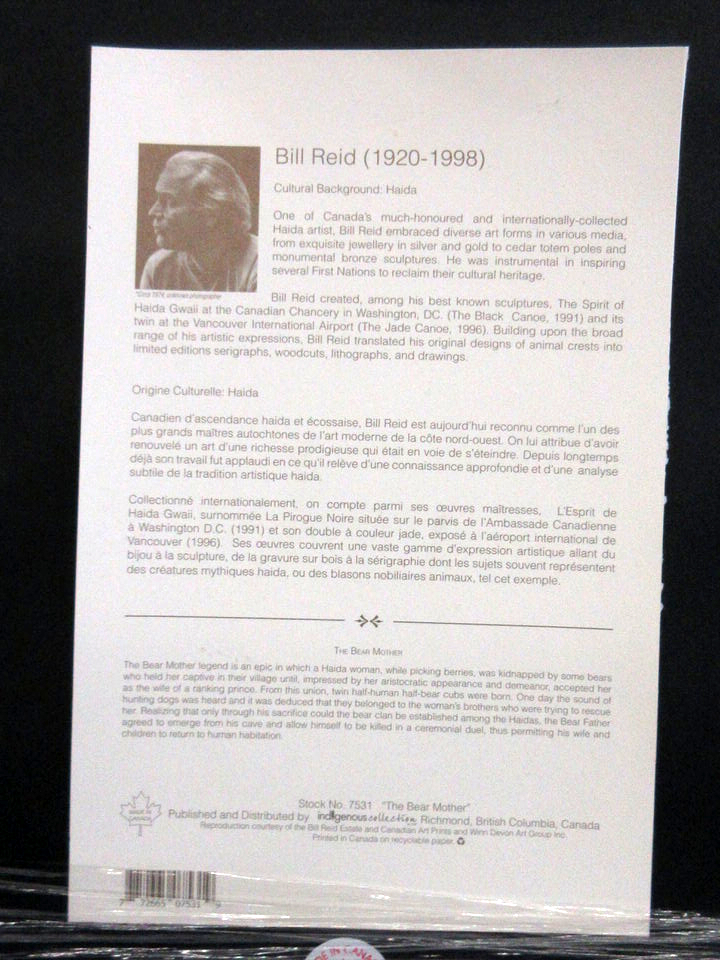 Bill Reid (1920-1998)
Cultural Background: Haida
One of Canada's much-honoured and internationally-collected
Haida artist, Bill Reid embraced diverse art forms in various media,
from exquisite jewellery in silver and gold to cedar totem poles and
monumental bronze sculptures. He was instrumental in inspiring
several First Nations to reclaim their cultural heritage.
*Circa 1974, unknown photographer
Bill Reid created, among his best known sculptures, The Spirit of
Haida Gwaii at the Canadian Chancery in Washington, DC. (The Black Canoe, 1991) and its
twin at the Vancouver International Airport (The Jade Canoe, 1996). Building upon the broad
range of his artistic expressions, Bill Reid translated his original designs of animal crests into
limited editions serigraphs, woodcuts, lithographs, and drawings.
Origine Culturelle: Haida
Canadien d'ascendance haida et écossaise, Bill Reid est aujourd'hui reconnu comme l'un des
plus grands maîtres autochtones de l'art moderne de la côte nord-ouest. On lui attribue d'avoir
renouvelé un art d'une richesse prodigieuse qui était en voie de s'éteindre. Depuis longtemps
déjà son travail fut applaudi en ce qu'il relève d'une connaissance approfondie et d'une analyse
subtile de la tradition artistique haida.
Collectionné internationalement, on compte parmi ses œuvres maîtresses, L'Esprit de
Haida Gwaii, surnommée La Pirogue Noire située sur le parvis de l'Ambassade Canadienne
à Washington D.C. (1991) et son double à couleur jade, exposé à l'aéroport international de
Vancouver (1996). Ses œuvres couvrent une vaste gamme d'expression artistique allant du
bijou à la sculpture, de la gravure sur bois à la sérigraphie dont les sujets souvent représentent
des créatures mythiques haida, ou des blasons nobiliaires animaux, tel cet exemple.
The Bear Mother
The Bear Mother legend is an epic in which a Haida woman, while picking berries, was kidnapped by some bears
who held her captive in their village until, impressed by her aristocratic appearance and demeanor, accepted her
as the wife of a ranking prince. From this union, twin half-human half-bear cubs were born. One day the sound of
hunting dogs was heard and it was deduced that they belonged to the woman's brothers who were trying to rescue
her. Realizing that only through his sacrifice could the bear clan be established among the Haidas, the Bear Father
agreed to emerge from his cave and allow himself to be killed in a ceremonial duel, thus permitting his wife and
children to return to human habitation.
MADE IN
CANADA
Stock No. 7531 "The Bear Mother"
Published and Distributed by indigenous collection Richmond, British Columbia, Canada
Reproduction courtesy of the Bill Reid Estate and Canadian Art Prints and Winn Devon Art Group Inc.
Printed in Canada on recyclable paper.
7 72665 07531 9
DE IN CANA